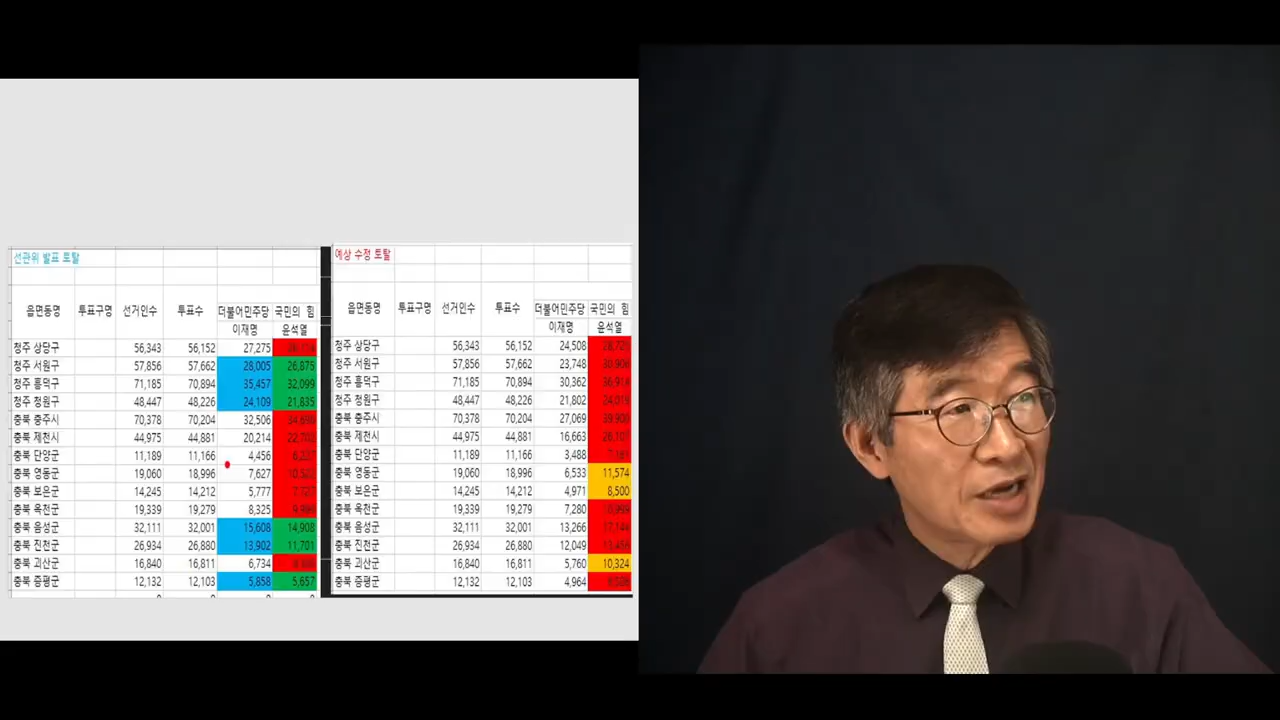 선관위 발표 토탈
읍면동명 투표구명 선거인수 투표수 더불어민주당 국민의 힘
이재명 윤석열
청주 상당구 56,343 56,152 27,275
청주 서원구 57,856 57,662 28,005 26,875
청주 흥덕구 71,185 70,894 35,457 32,099
청주 청원구 48,447 48,226 24,109 21,835
충북 충주시 70,378 70,204 32,506
충북 제천시 44,975 44,881 20,214
충북 단양군 11,189 11,166 4,456
충북 영동군 19,060 18,996 7,627
충북 보은군 14,245 14,212 5,777
충북 옥천군 19,339 19,279 8,325
충북 음성군 32,111 32,001 15,608 14,908
충북 진천군 26,934 26,880 13,902 11,701
충북 괴산군 16,840 16,811 6,734
충북 증평군 12,132 12,103 5,858 5,657
예상 수정 토탈
읍면동명 투표구명 선거인수 투표수 더불어민주당 국민의 힘
이재명 윤석열
청주 상당구 56,343 56,152 24,508
청주 서원구 57,856 57,662 23,748
청주 흥덕구 71,185 70,894 30,362
청주 청원구 48,447 48,226 21,802
충북 충주시 70,378 70,204 27,069
충북 제천시 44,975 44,881 16,663
충북 단양군 11,189 11,166 3,488
충북 영동군 19,060 18,996 6,533 11,574
충북 보은군 14,245 14,212 4,971 8,500
충북 옥천군 19,339 19,279 7,280
충북 음성군 32,111 32,001 13,266
충북 진천군 26,934 26,880 12,049
충북 괴산군 16,840 16,811 5,760 10,324
충북 증평군 12,132 12,103 4,964